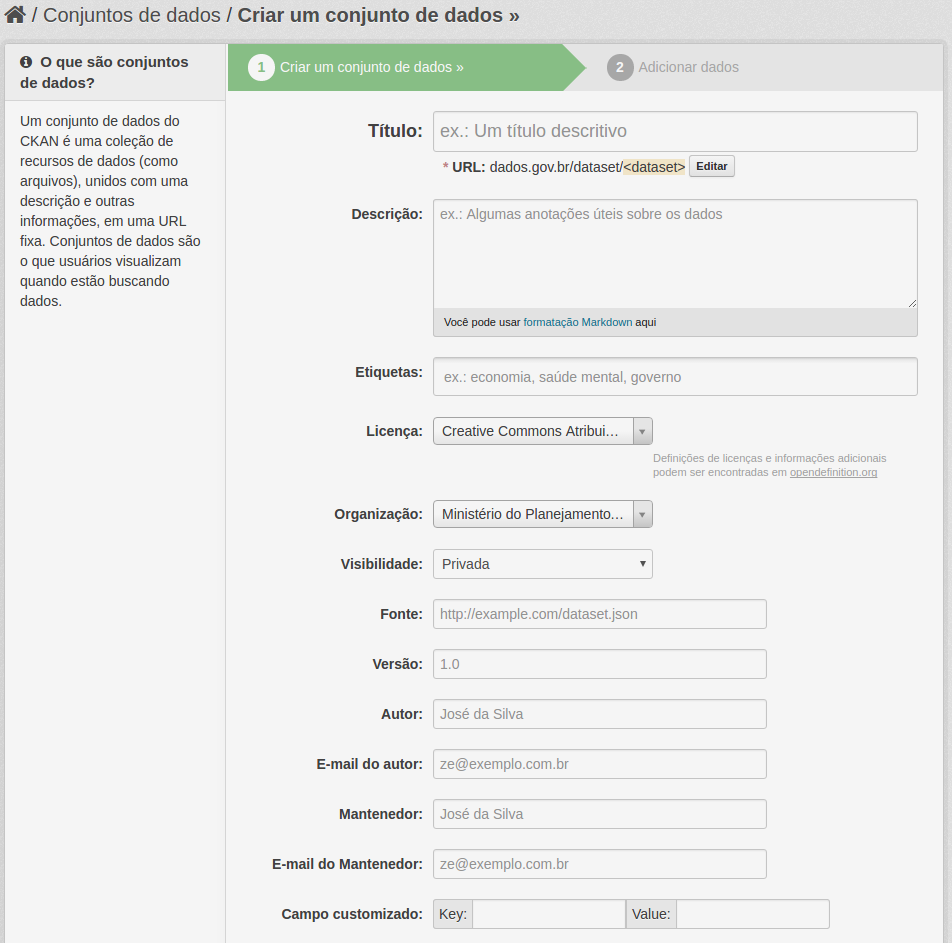 / Conjuntos de dados / Criar um conjunto de dados »
O que são conjuntos
de dados?
Um conjunto de dados do
CKAN é uma coleção de
recursos de dados (como
arquivos), unidos com uma
descrição e outras
informações, em uma URL
fixa. Conjuntos de dados são
o que usuários visualizam
quando estão buscando
dados.
1 Criar um conjunto de dados »
2 Adicionar dados
Título: ex.: Um título descritivo
* URL: dados.gov.br/dataset/<dataset> Editar
Descrição: ex.: Algumas anotações úteis sobre os dados
Você pode usar formatação Markdown aqui
Etiquetas: ex.: economia, saúde mental, governo
Licença: Creative Commons Atribui...
Definições de licenças e informações adicionais
podem ser encontradas em opendefinition.org
Organização: Ministério do Planejamento...
Visibilidade: Privada
Fonte: http://example.com/dataset.json
Versão: 1.0
Autor: José da Silva
E-mail do autor: ze@exemplo.com.br
Mantenedor: José da Silva
E-mail do Mantenedor: ze@exemplo.com.br
Campo customizado: Key: Value: